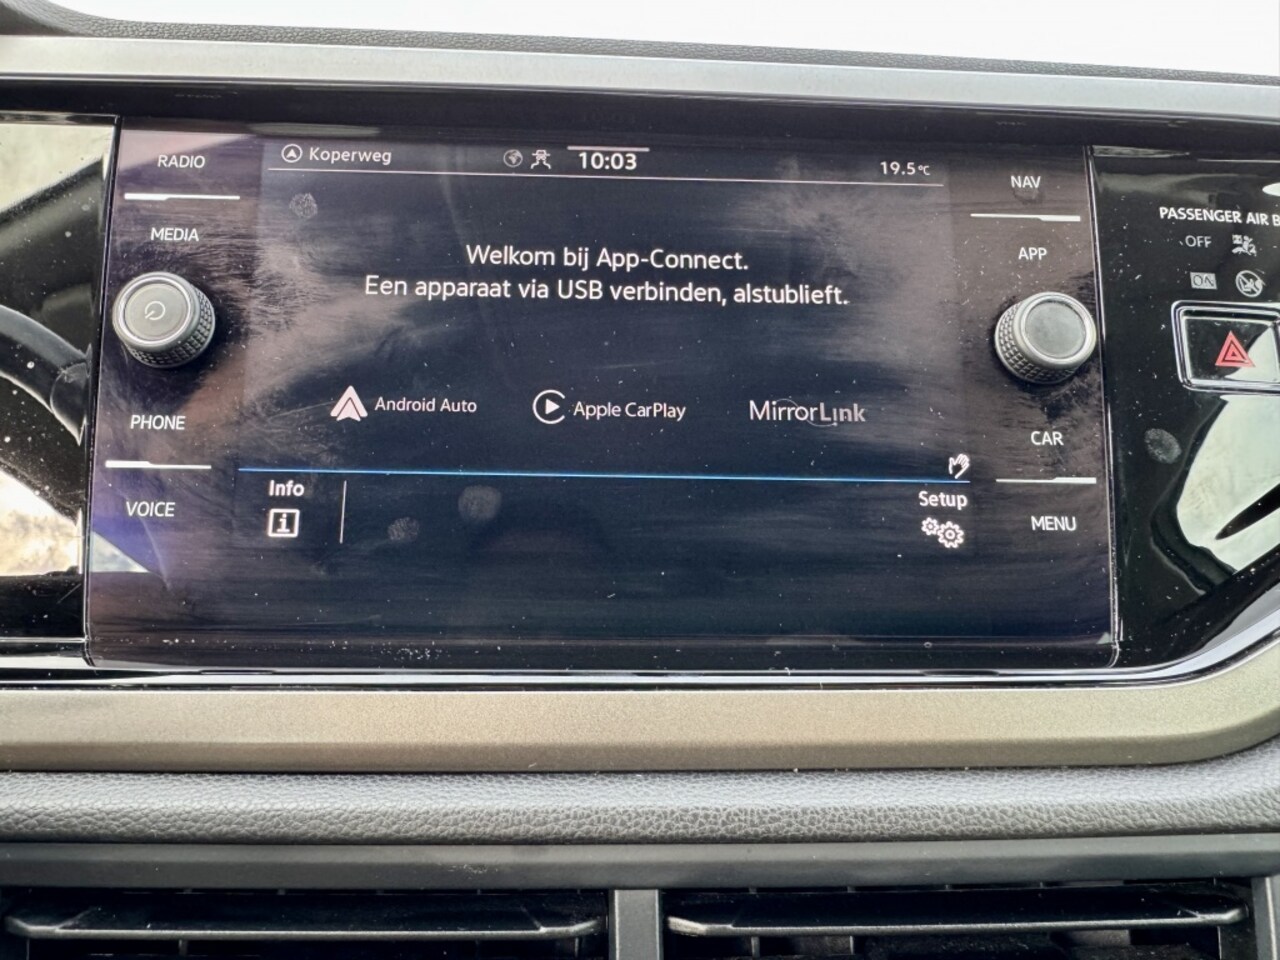 RADIO
MEDIA
PHONE
VOICE
Koperweg
10:03
19.5°C
Welkom bij App-Connect.
Een apparaat via USB verbinden, alstublieft.
Android Auto
Apple CarPlay
MirrorLink
Info
Setup
NAV
APP
CAR
MENU
PASSENGER AIR B
OFF
ON